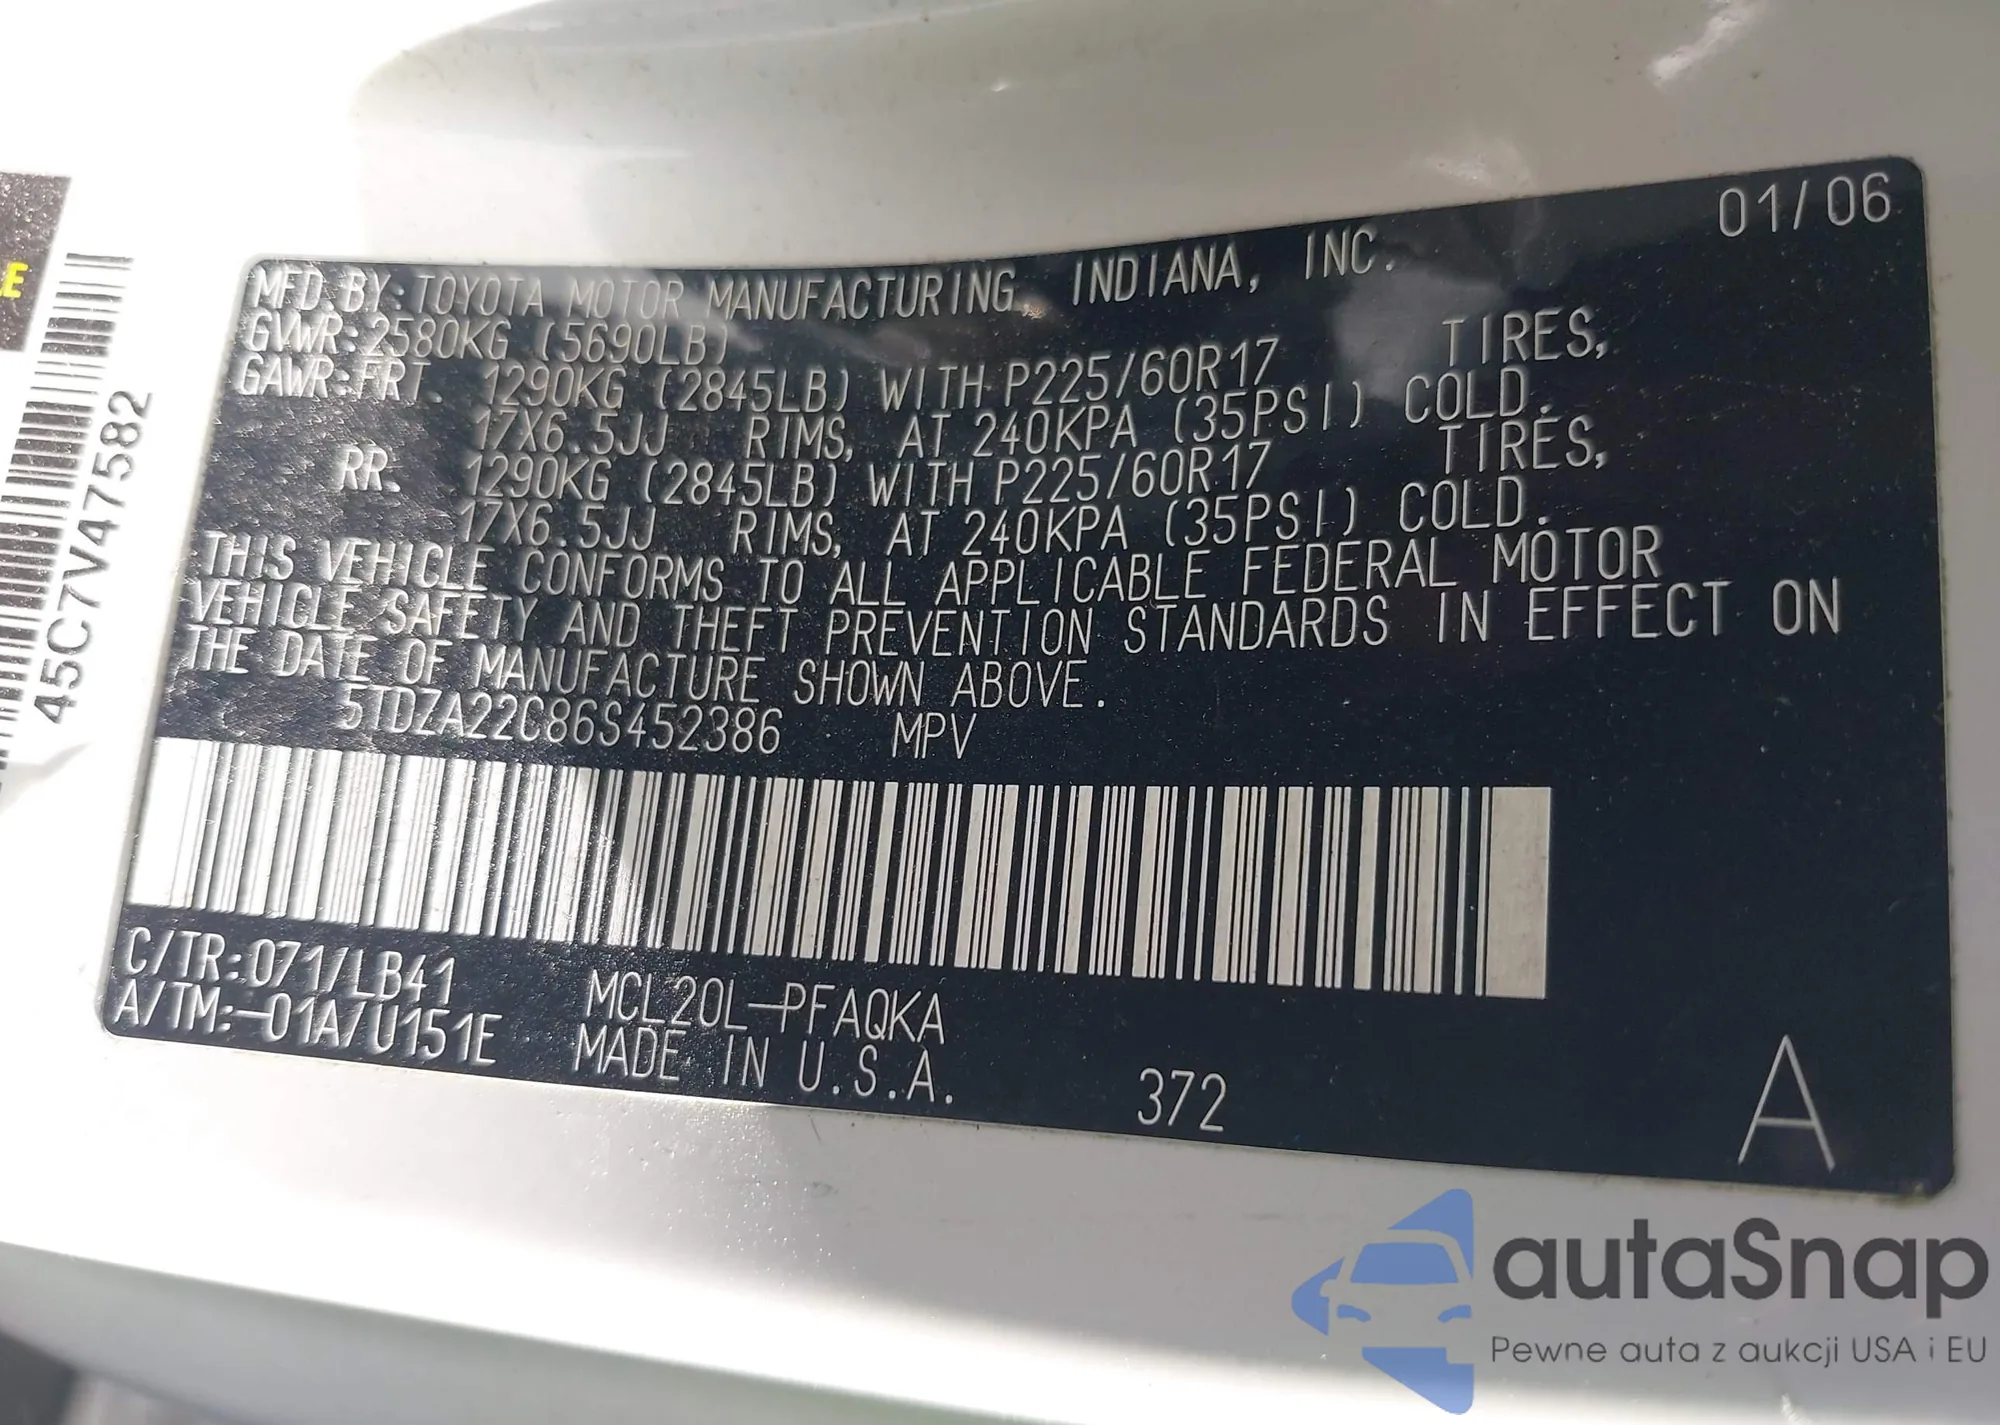 01/06
MFD BY: TOYOTA MOTOR MANUFACTURING, INDIANA, INC.
GVWR: 2580KG (5690LB)
GAWR: FRT. 1290KG (2845LB) WITH P225/60R17 TIRES,
17X6.5JJ RIMS, AT 240KPA (35PSI) COLD.
RR. 1290KG (2845LB) WITH P225/60R17 TIRES,
17X6.5JJ RIMS, AT 240KPA (35PSI) COLD.
THIS VEHICLE CONFORMS TO ALL APPLICABLE FEDERAL MOTOR
VEHICLE SAFETY AND THEFT PREVENTION STANDARDS IN EFFECT ON
THE DATE OF MANUFACTURE SHOWN ABOVE.
5TDZA22C86S452386 MPV
C/TR: 071/LB41 MCL20L-PFAQKA
A/TM: -01A/U151E MADE IN U.S.A.
372
A
45C7V47582
autaSnap
Pewne auta z aukcji USA i EU